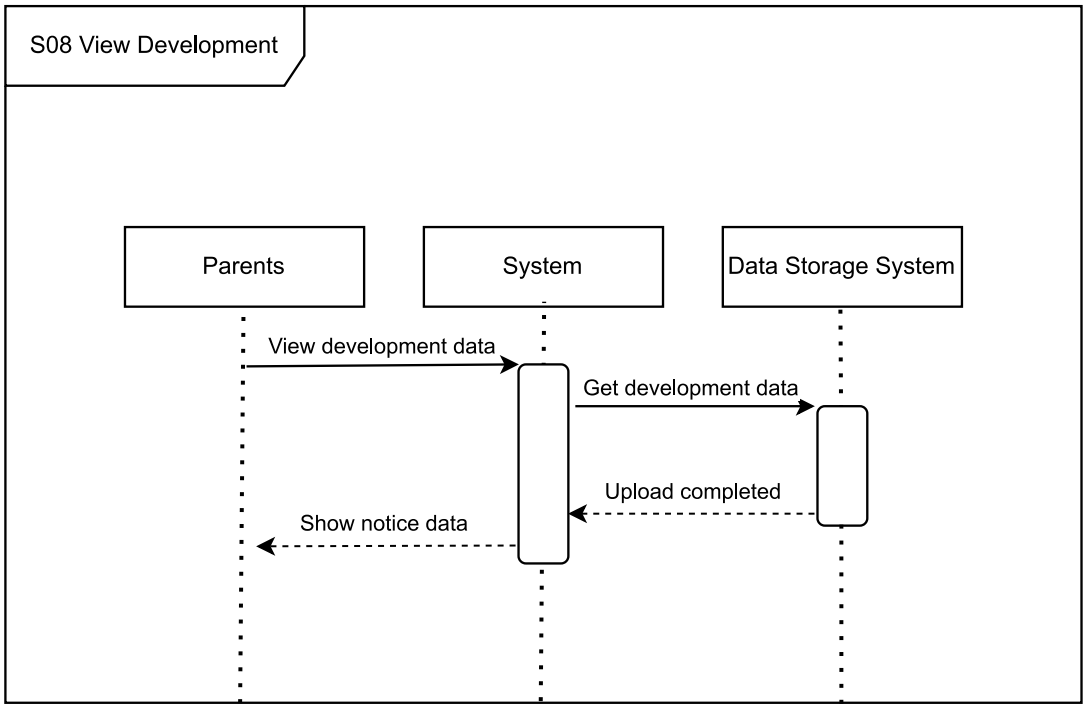 S08 View Development
Parents
System
Data Storage System
View development data
Get development data
Upload completed
Show notice data